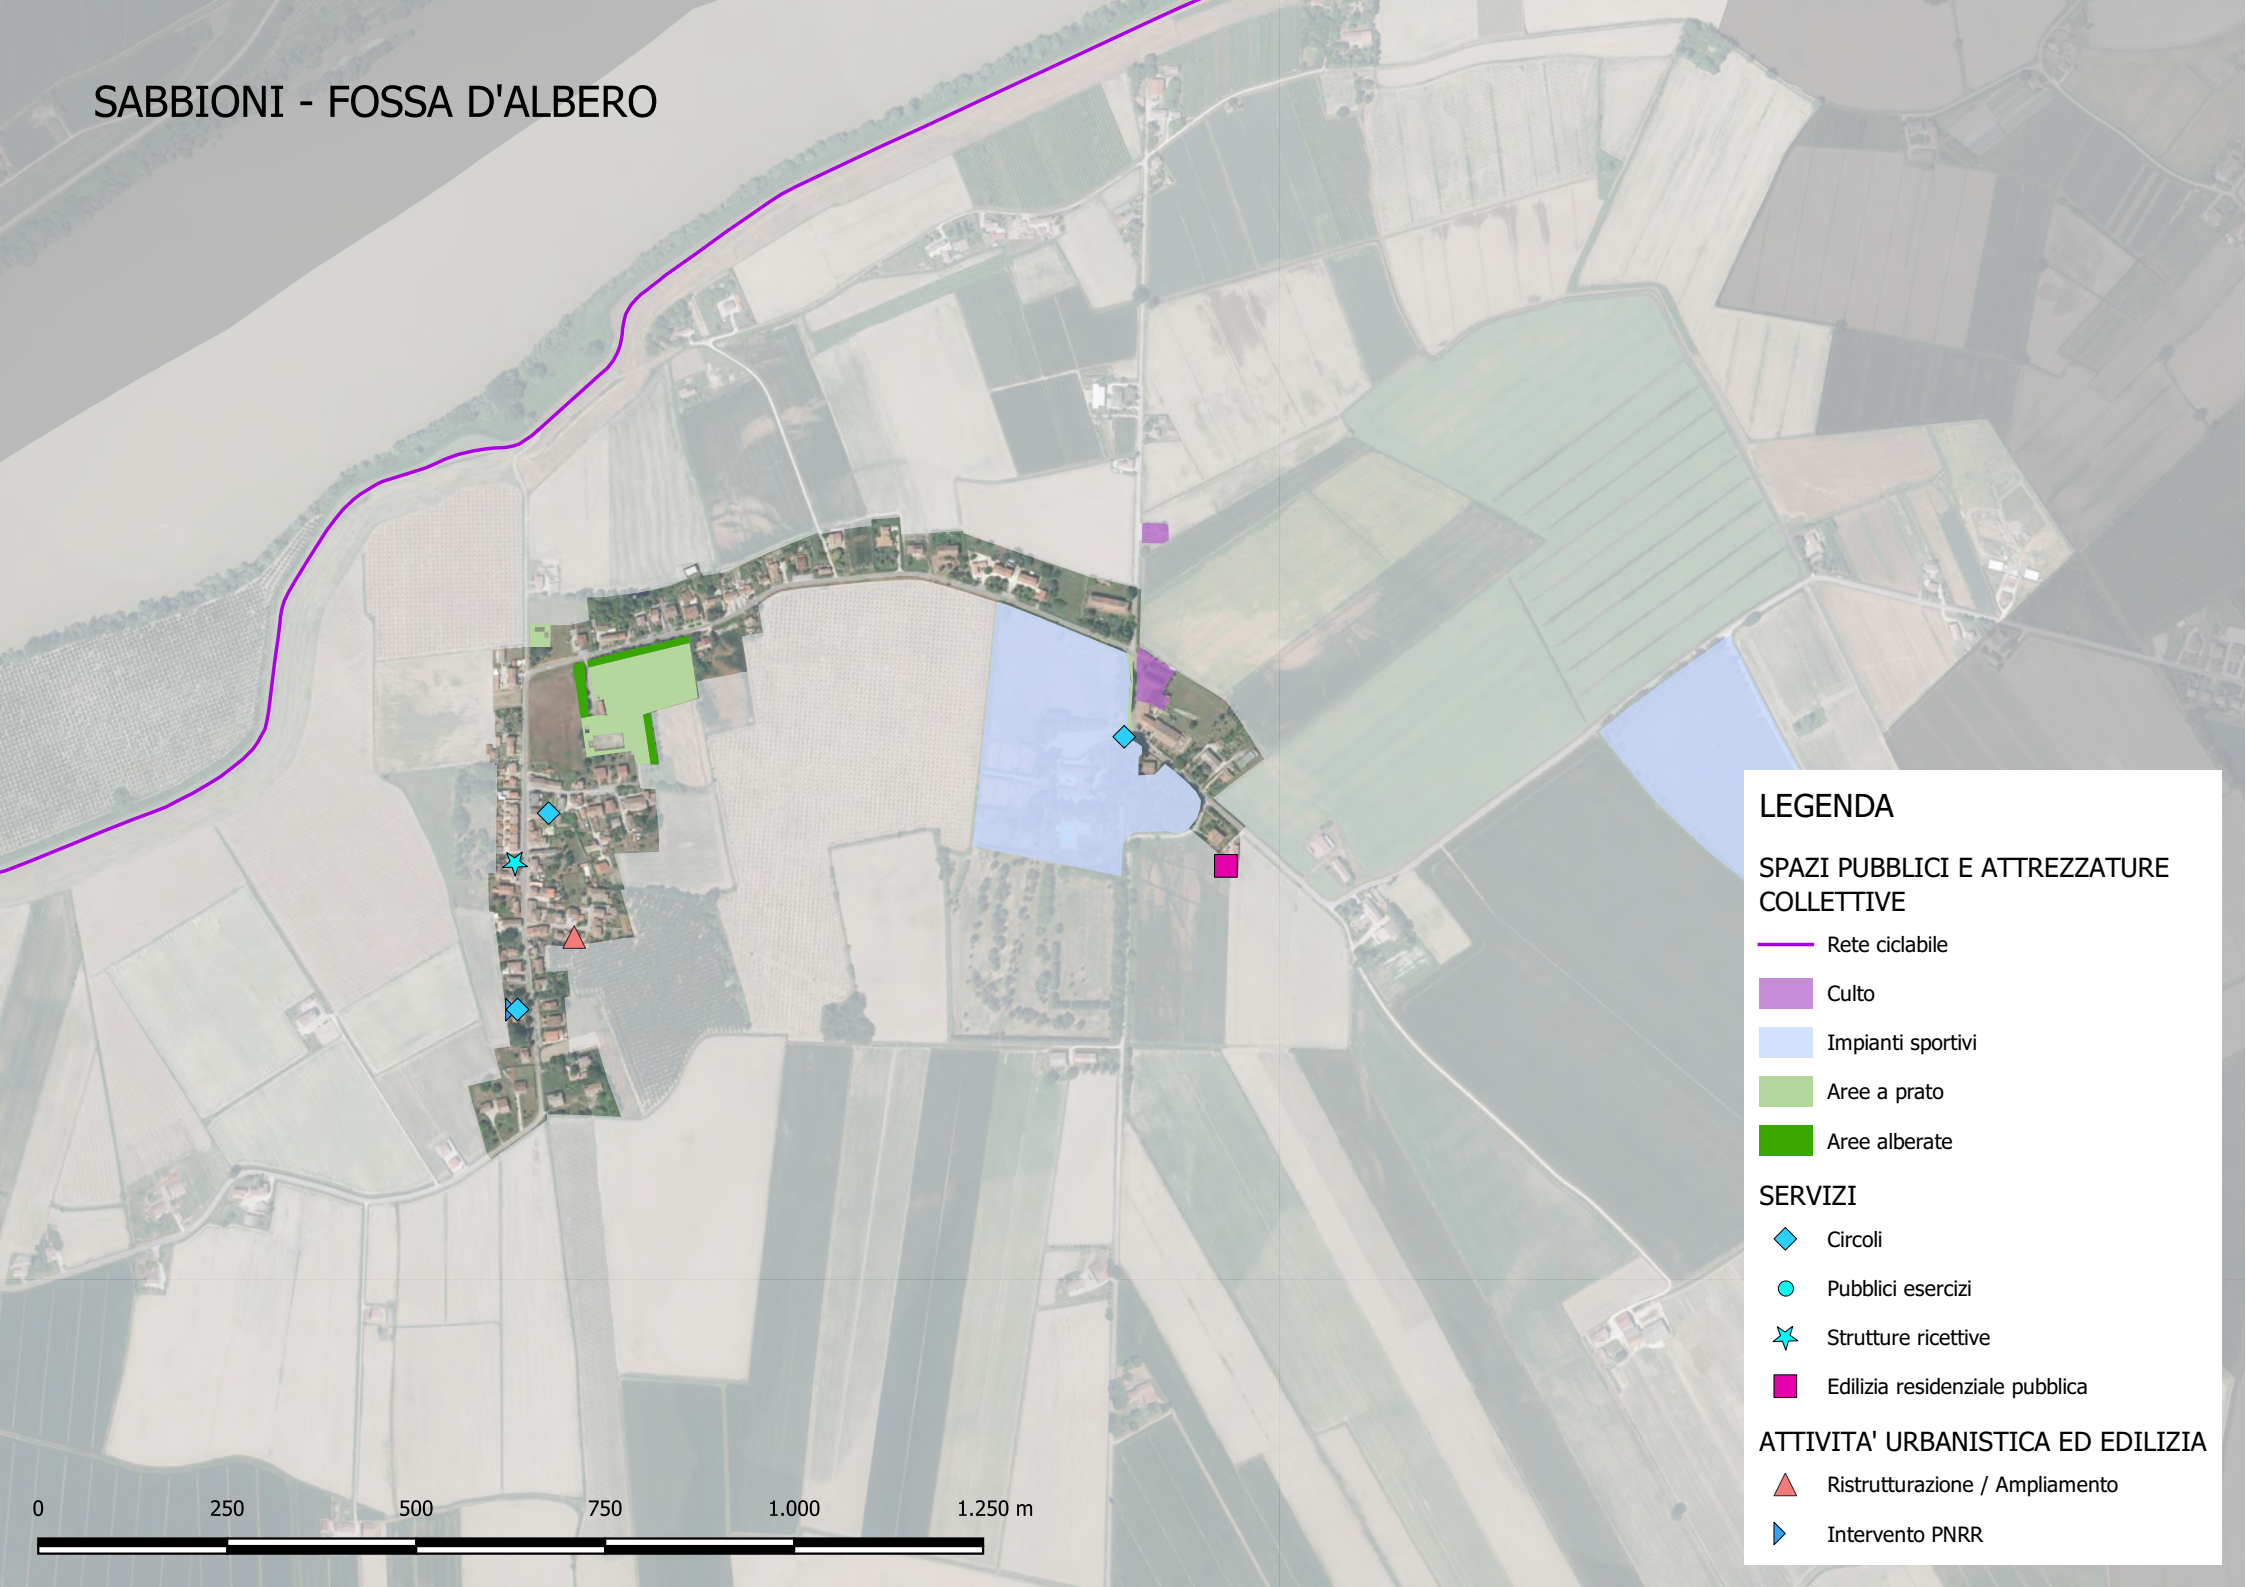 SABBIONI - FOSSA D'ALBERO
LEGENDA
SPAZI PUBBLICI E ATTREZZATURE
COLLETTIVE
Rete ciclabile
Culto
Impianti sportivi
Aree a prato
Aree alberate
SERVIZI
Circoli
Pubblici esercizi
Strutture ricettive
Edilizia residenziale pubblica
ATTIVITA' URBANISTICA ED EDILIZIA
Ristrutturazione / Ampliamento
Intervento PNRR
0 250 500 750 1.000 1.250 m